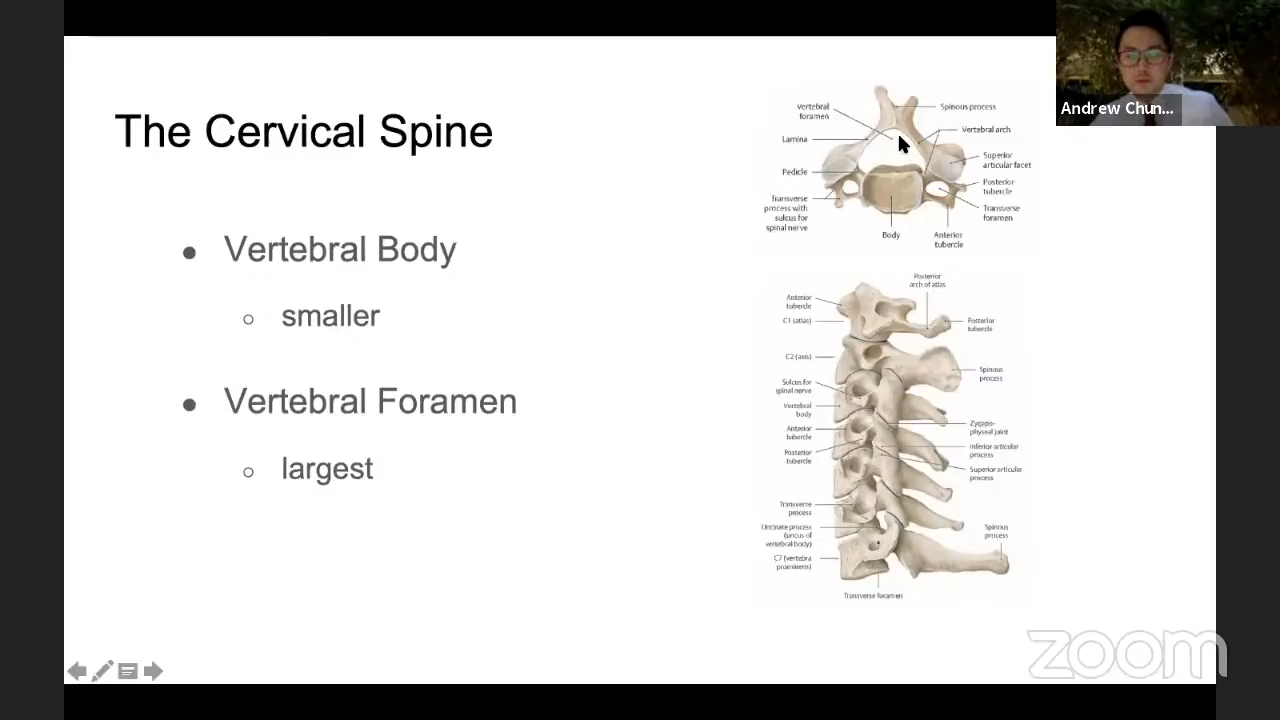 The Cervical Spine
Vertebral Body
smaller
Vertebral Foramen
largest
Vertebral
foramen
Lamina
Pedicle
Transverse
process with
sulcus for
spinal nerve
Spinous process
Vertebral arch
Superior
articular facet
Posterior
tubercle
Transverse
foramen
Body
Anterior
tubercle
Posterior
arch of atlas
Anterior
tubercle
C1 (atlas)
C2 (axis)
Sulcus for
spinal nerve
Vertebral
body
Anterior
tubercle
Posterior
tubercle
Transverse
process
Uncinate process
(uncus of
vertebral body)
C7 (vertebra
prominens)
Posterior
tubercle
Spinous
process
Zygapo-
physeal joint
Inferior articular
process
Superior articular
process
Spinous
process
Transverse foramen
Andrew Chun...
zoom